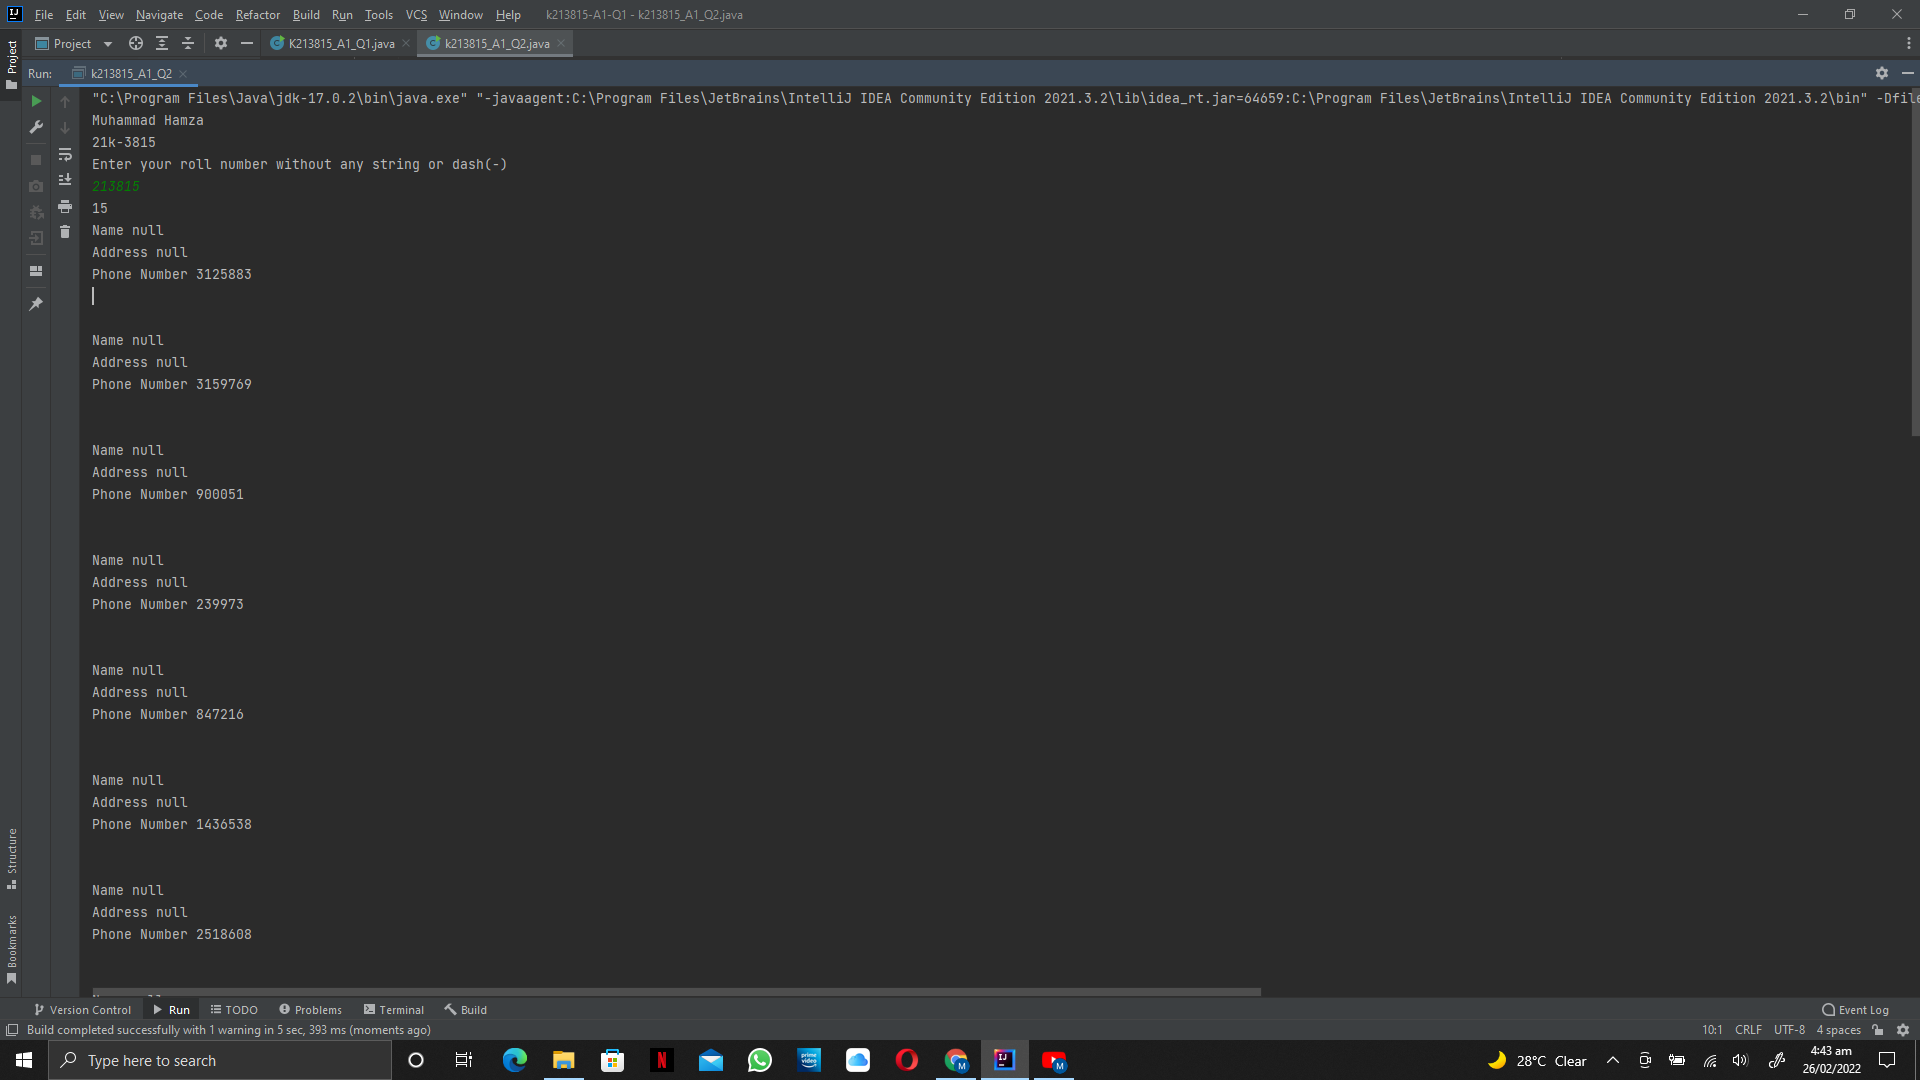 File Edit View Navigate Code Refactor Build Run Tools VCS Window Help k213815-A1-Q1 - k213815_A1_Q2.java
Project K213815_A1_Q1.java k213815_A1_Q2.java
Project
Run: k213815_A1_Q2
"C:\Program Files\Java\jdk-17.0.2\bin\java.exe" "-javaagent:C:\Program Files\JetBrains\IntelliJ IDEA Community Edition 2021.3.2\lib\idea_rt.jar=64659:C:\Program Files\JetBrains\IntelliJ IDEA Community Edition 2021.3.2\bin" -Dfile
Muhammad Hamza
21k-3815
Enter your roll number without any string or dash(-)
213815
15
Name null
Address null
Phone Number 3125883
Name null
Address null
Phone Number 3159769
Name null
Address null
Phone Number 900051
Name null
Address null
Phone Number 239973
Name null
Address null
Phone Number 847216
Name null
Address null
Phone Number 1436538
Name null
Address null
Phone Number 2518608
Structure
Bookmarks
Version Control Run TODO Problems Terminal Build Event Log
Build completed successfully with 1 warning in 5 sec, 393 ms (moments ago) 10:1 CRLF UTF-8 4 spaces
Type here to search prime video 28°C Clear 4:43 am
26/02/2022